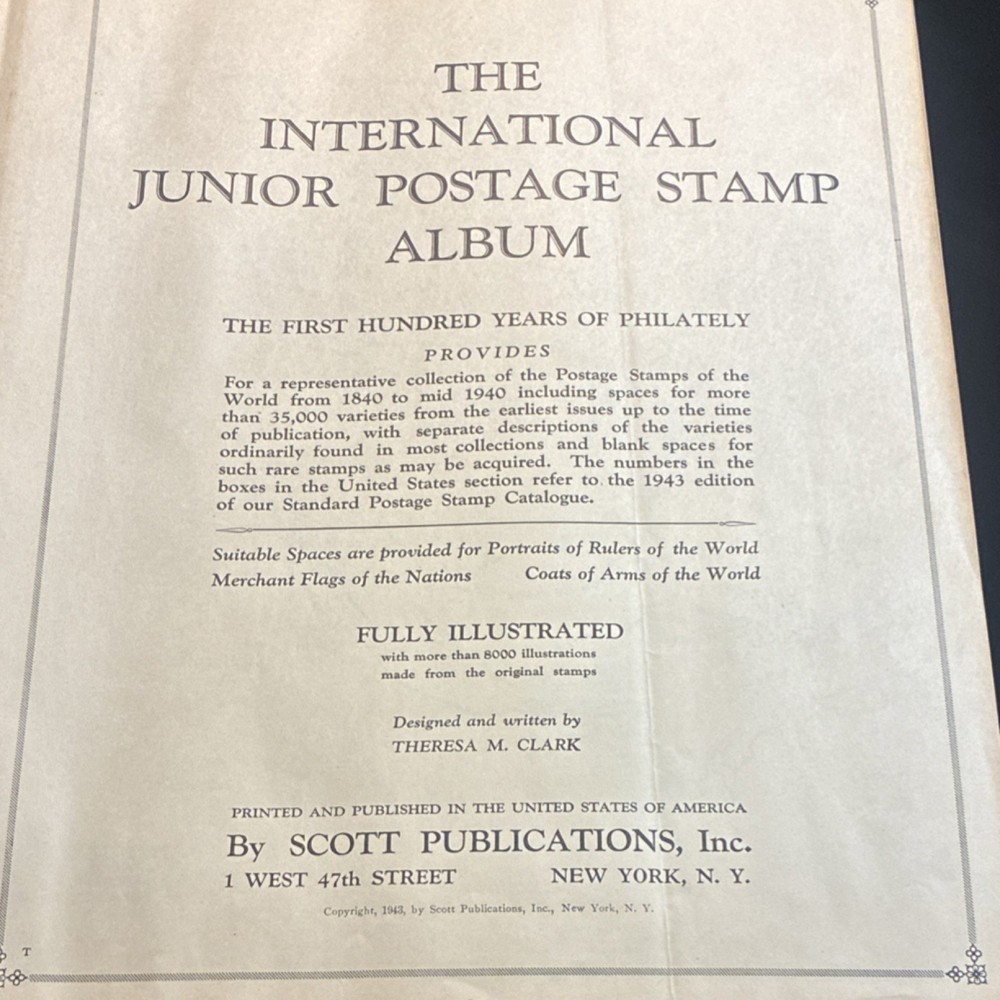 THE
INTERNATIONAL
JUNIOR POSTAGE STAMP
ALBUM
THE FIRST HUNDRED YEARS OF PHILATELY
PROVIDES
For a representative collection of the Postage Stamps of the
World from 1840 to mid 1940 including spaces for more
than 35,000 varieties from the earliest issues up to the time
of publication, with separate descriptions of the varieties
ordinarily found in most collections and blank spaces for
such rare stamps as may be acquired. The numbers in the
boxes in the United States section refer to the 1943 edition
of our Standard Postage Stamp Catalogue.
Suitable Spaces are provided for Portraits of Rulers of the World
Merchant Flags of the Nations Coats of Arms of the World
FULLY ILLUSTRATED
with more than 8000 illustrations
made from the original stamps
Designed and written by
THERESA M. CLARK
PRINTED AND PUBLISHED IN THE UNITED STATES OF AMERICA
By SCOTT PUBLICATIONS, Inc.
1 WEST 47th STREET NEW YORK, N. Y.
Copyright, 1943, by Scott Publications, Inc., New York, N. Y.
T